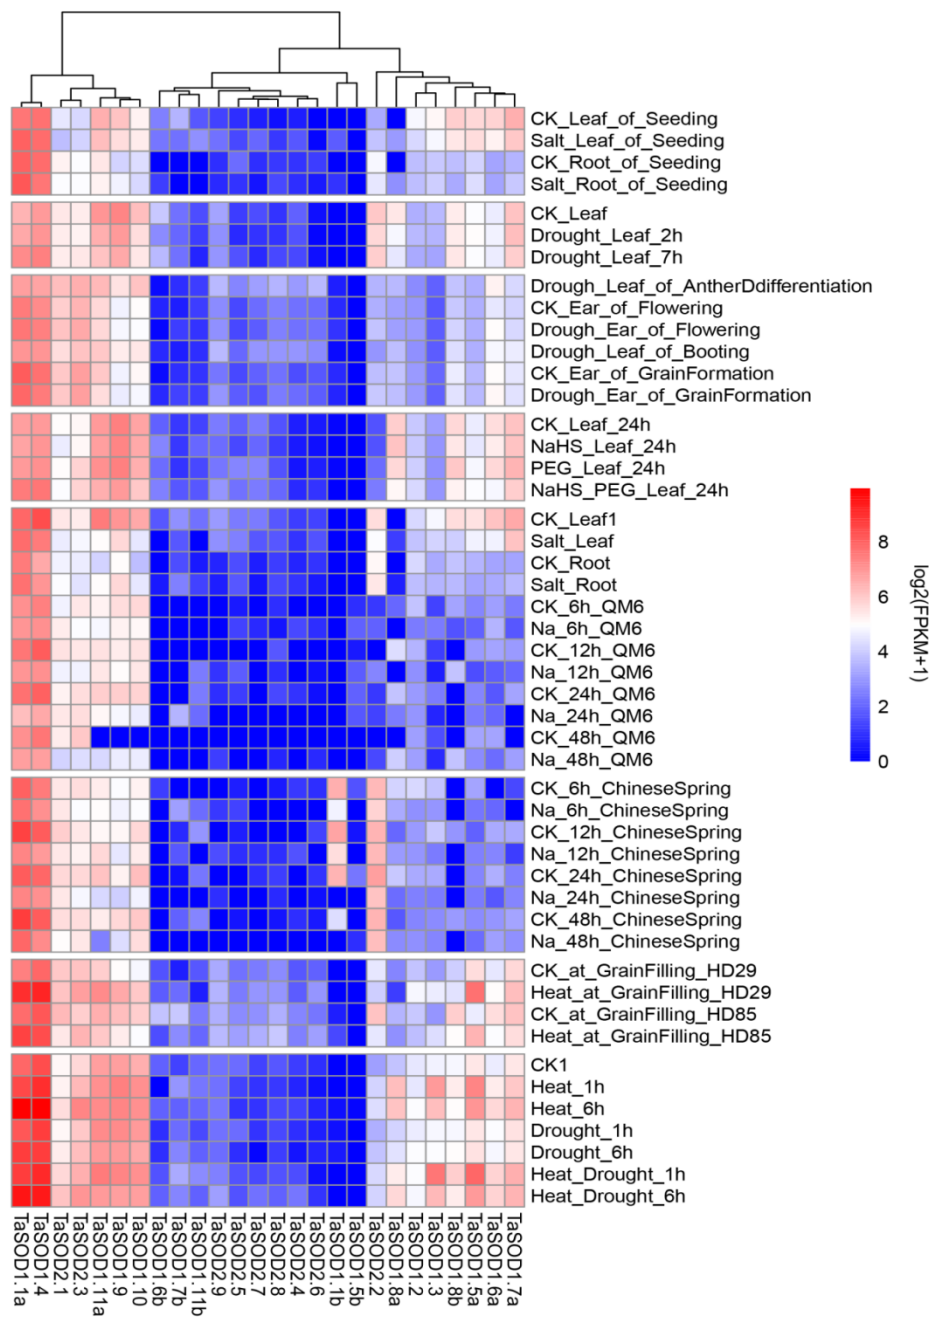 CK_Leaf_of_Seeding
Salt_Leaf_of_Seeding
CK_Root_of_Seeding
Salt_Root_of_Seeding
CK_Leaf
Drought_Leaf_2h
Drought_Leaf_7h
Drough_Leaf_of_AntherDdifferentiation
CK_Ear_of_Flowering
Drough_Ear_of_Flowering
Drough_Leaf_of_Booting
CK_Ear_of_GrainFormation
Drough_Ear_of_GrainFormation
CK_Leaf_24h
NaHS_Leaf_24h
PEG_Leaf_24h
NaHS_PEG_Leaf_24h
CK_Leaf1
Salt_Leaf
CK_Root
Salt_Root
CK_6h_QM6
Na_6h_QM6
CK_12h_QM6
Na_12h_QM6
CK_24h_QM6
Na_24h_QM6
CK_48h_QM6
Na_48h_QM6
CK_6h_ChineseSpring
Na_6h_ChineseSpring
CK_12h_ChineseSpring
Na_12h_ChineseSpring
CK_24h_ChineseSpring
Na_24h_ChineseSpring
CK_48h_ChineseSpring
Na_48h_ChineseSpring
CK_at_GrainFilling_HD29
Heat_at_GrainFilling_HD29
CK_at_GrainFilling_HD85
Heat_at_GrainFilling_HD85
CK1
Heat_1h
Heat_6h
Drought_1h
Drought_6h
Heat_Drought_1h
Heat_Drought_6h
8
6
4
2
0
log2(FPKM+1)
TaSOD1.1a
TaSOD1.4
TaSOD2.1
TaSOD2.3
TaSOD1.11a
TaSOD1.9
TaSOD1.10
TaSOD1.6b
TaSOD1.7b
TaSOD1.11b
TaSOD2.9
TaSOD2.5
TaSOD2.7
TaSOD2.8
TaSOD2.4
TaSOD2.6
TaSOD1.1b
TaSOD1.5b
TaSOD2.2
TaSOD1.8a
TaSOD1.2
TaSOD1.3
TaSOD1.8b
TaSOD1.5a
TaSOD1.6a
TaSOD1.7a